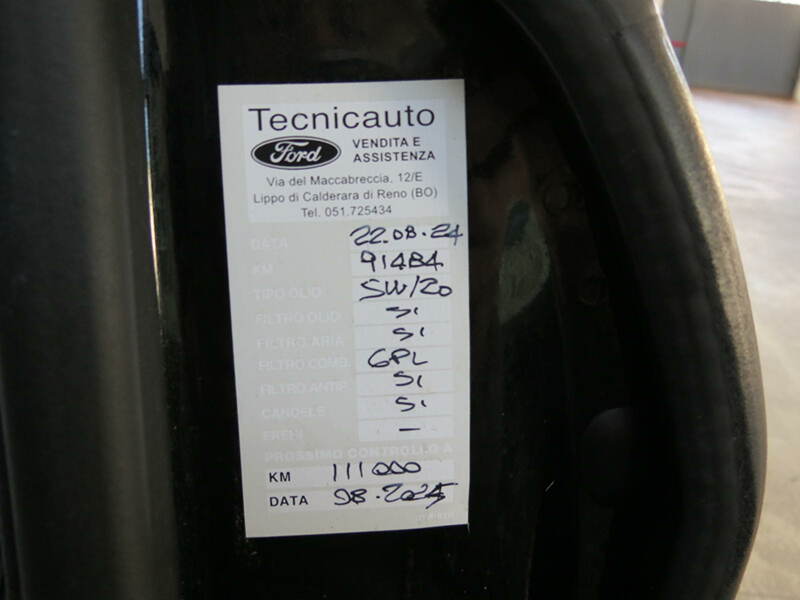 Tecnicauto
Ford VENDITA E
ASSISTENZA
Via del Maccabreccia, 12/E
Lippo di Calderara di Reno (BO)
Tel. 051.725434
DATA 22.08.24
KM 91484
TIPO OLIO 5W/20
FILTRO OLIO Si
FILTRO ARIA Si
FILTRO COMB. GPL
FILTRO ANTIP. Si
CANDELE Si
FRENI –
PROSSIMO CONTROLLO A
KM 111000
DATA 08.2025